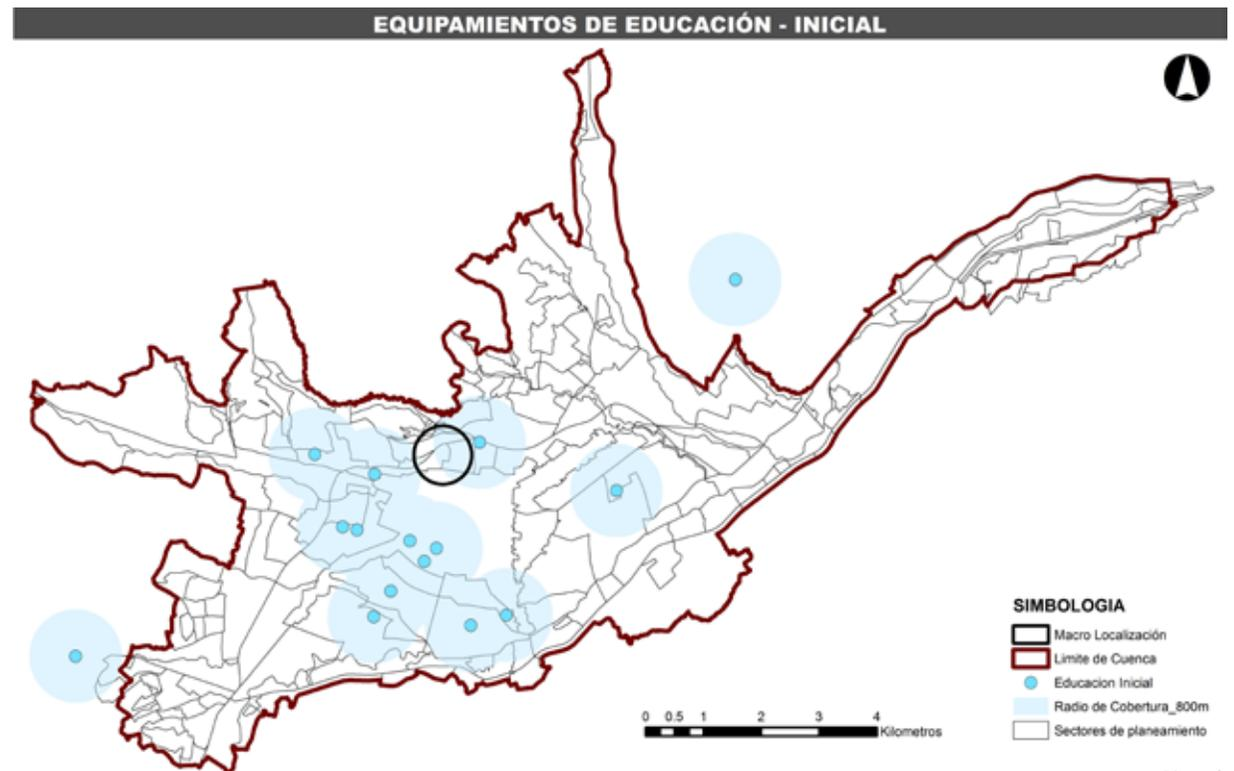 EQUIPAMIENTOS DE EDUCACIÓN - INICIAL
SIMBOLOGIA
Macro Localización
Limite de Cuenca
Educacion Inicial
Radio de Cobertura_800m
Sectores de planeamiento
0 0.5 1 2 3 4
Kilometros